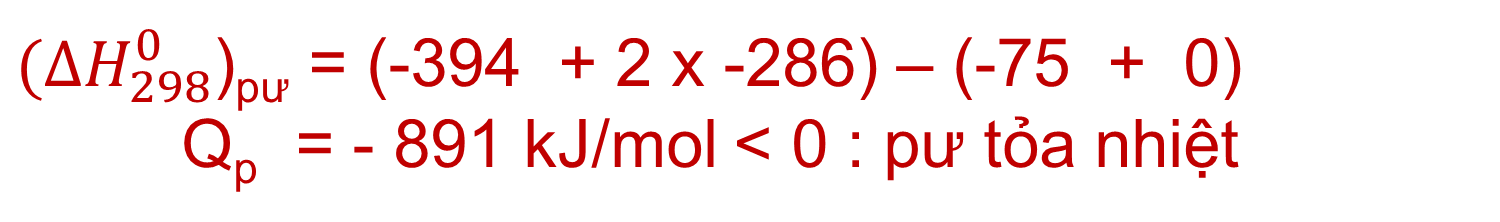 (Δ𝐻⁰₂₉₈)pư = (-394 + 2 x -286) – (-75 + 0)
Qp = - 891 kJ/mol < 0 : pư tỏa nhiệt